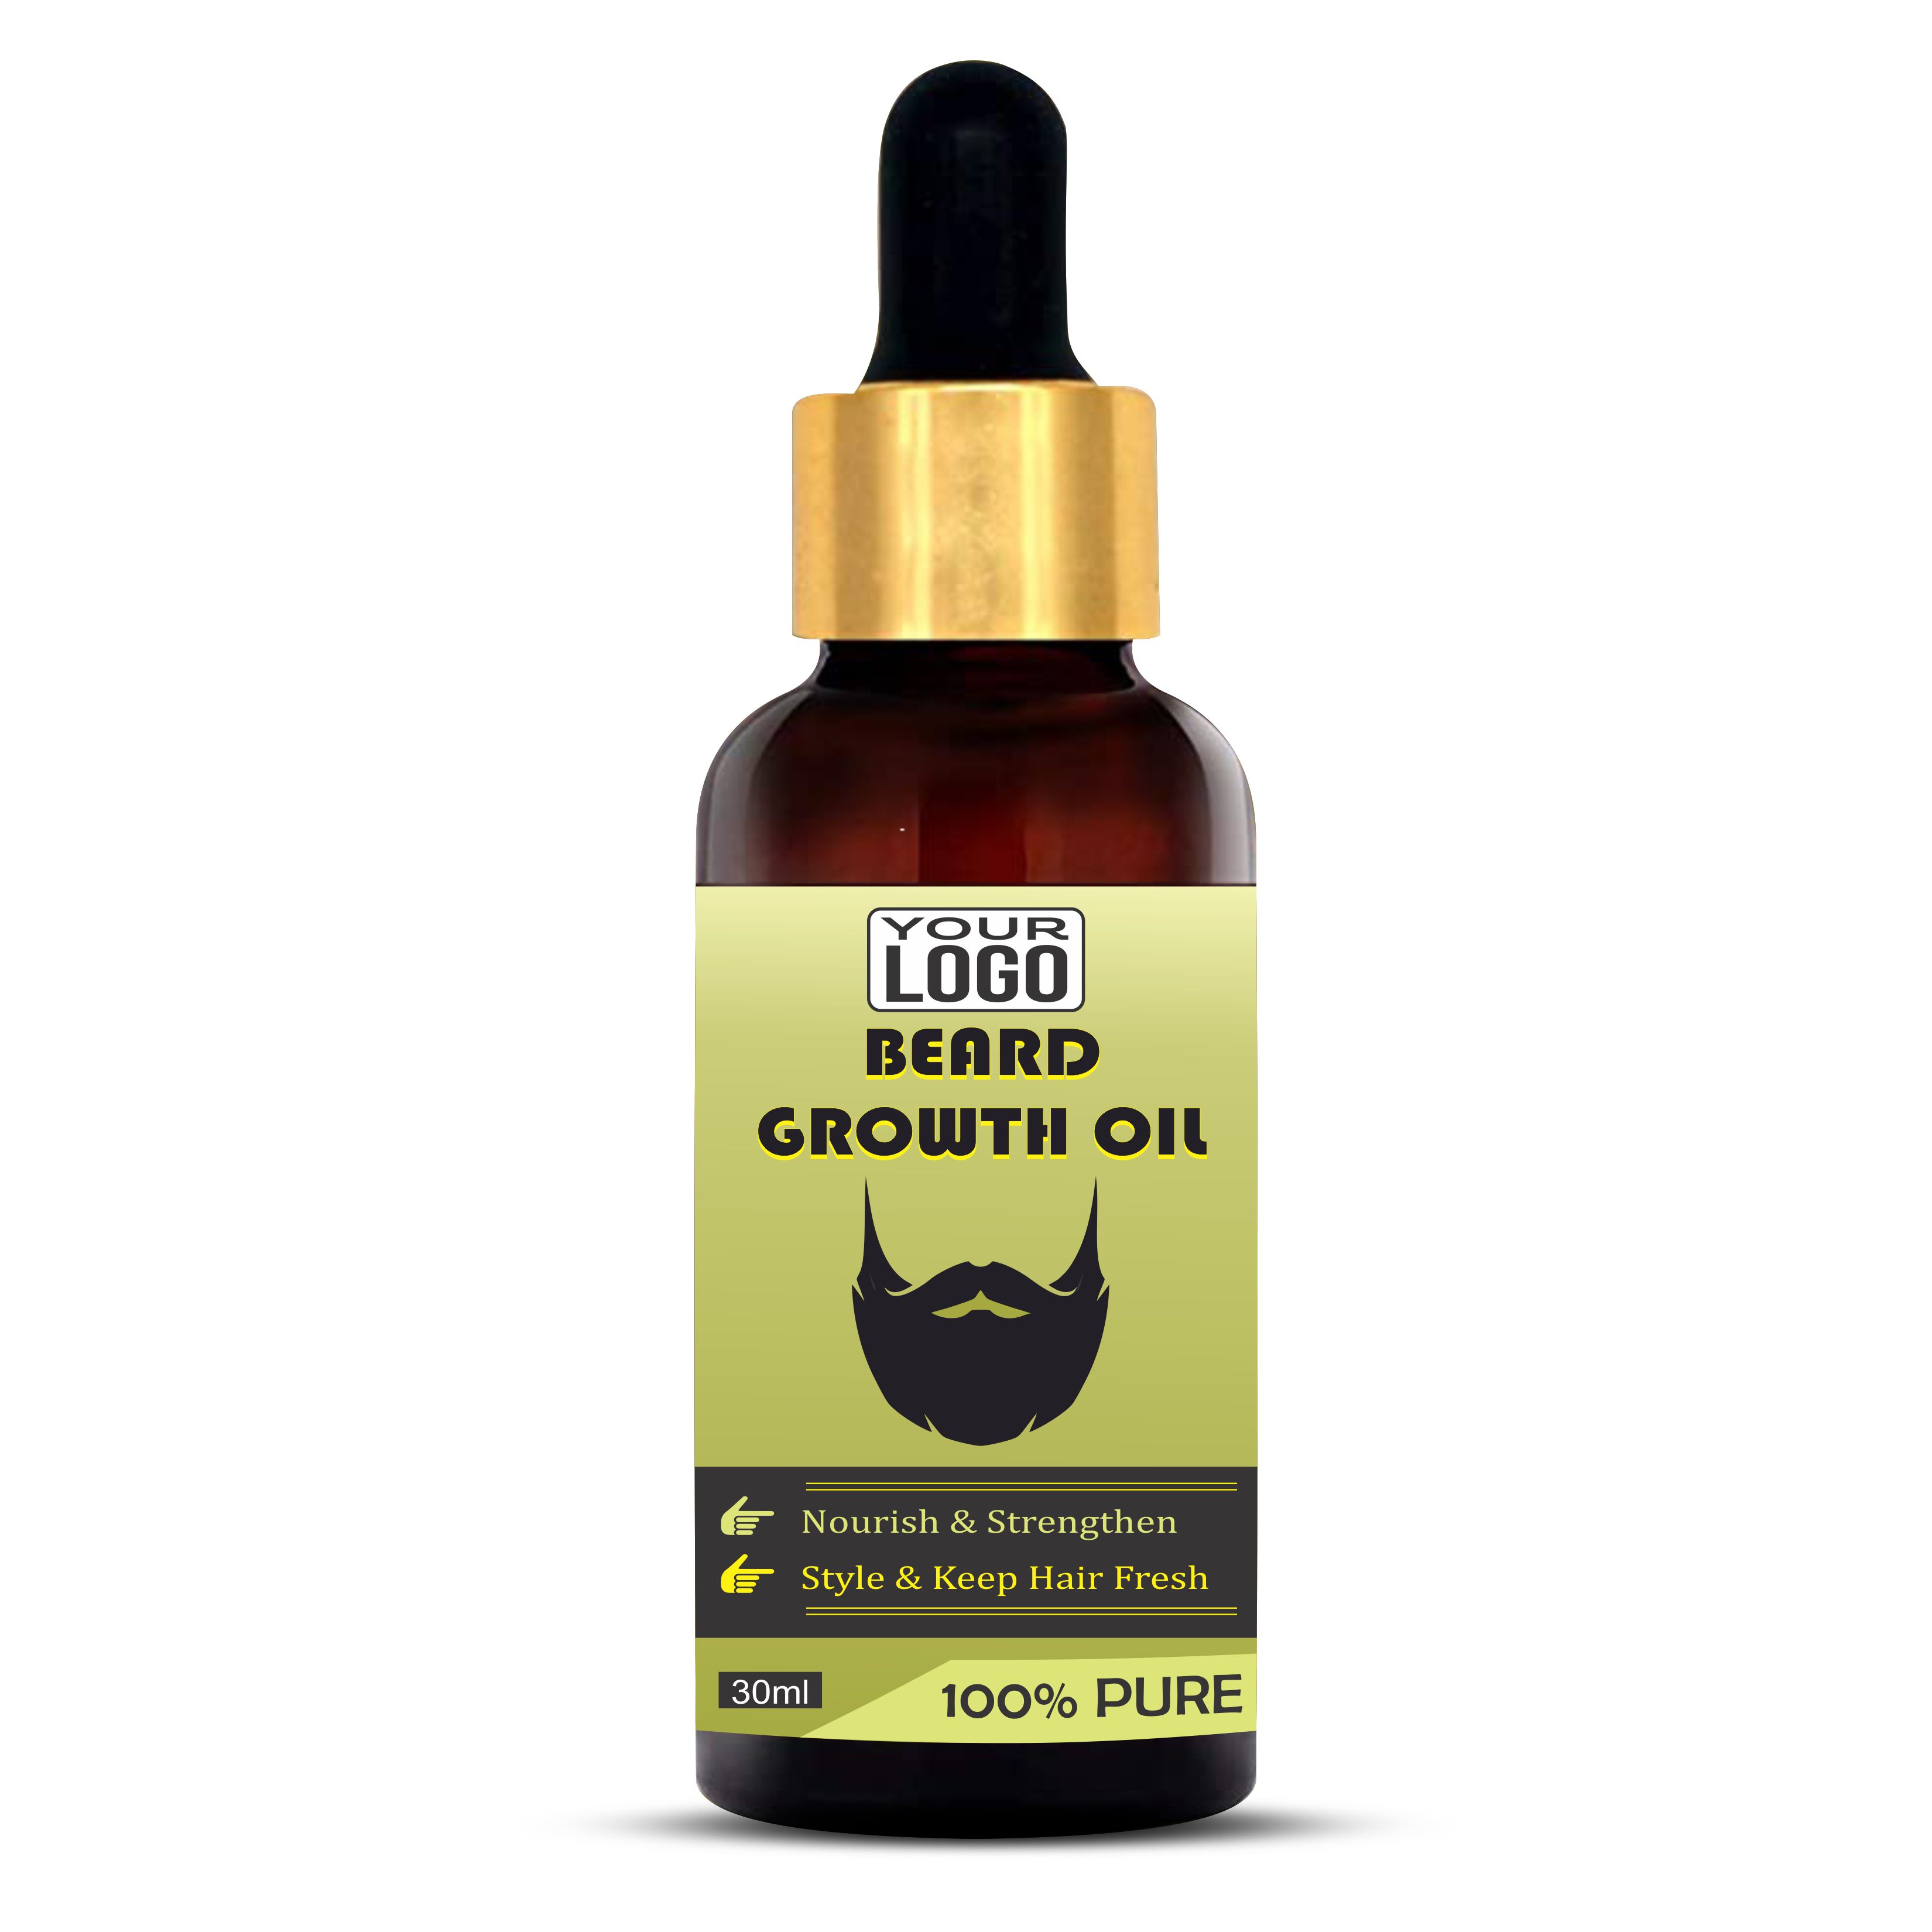 YOUR
LOGO
BEARD
GROWTH OIL
Nourish & Strengthen
Style & Keep Hair Fresh
30ml
100% PURE